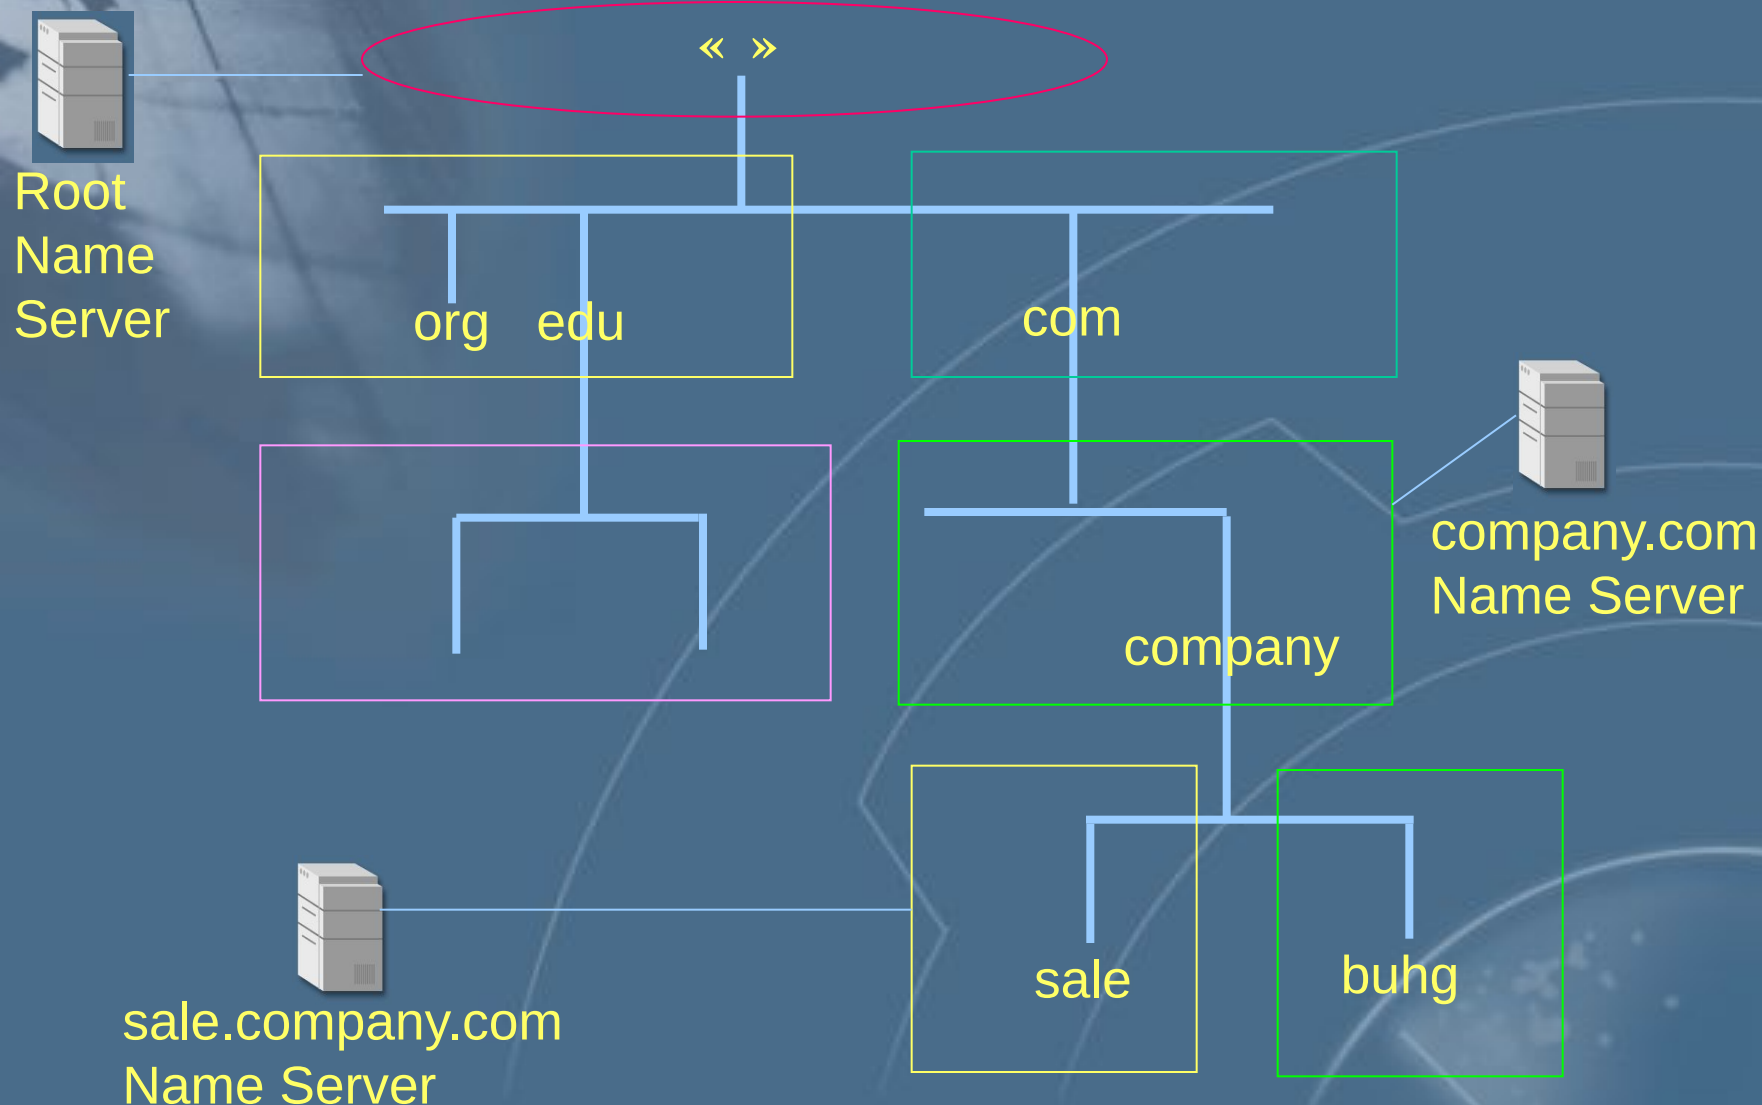 « »
Root
Name
Server
org edu
com
company.com
Name Server
company
sale
buhg
sale.company.com
Name Server